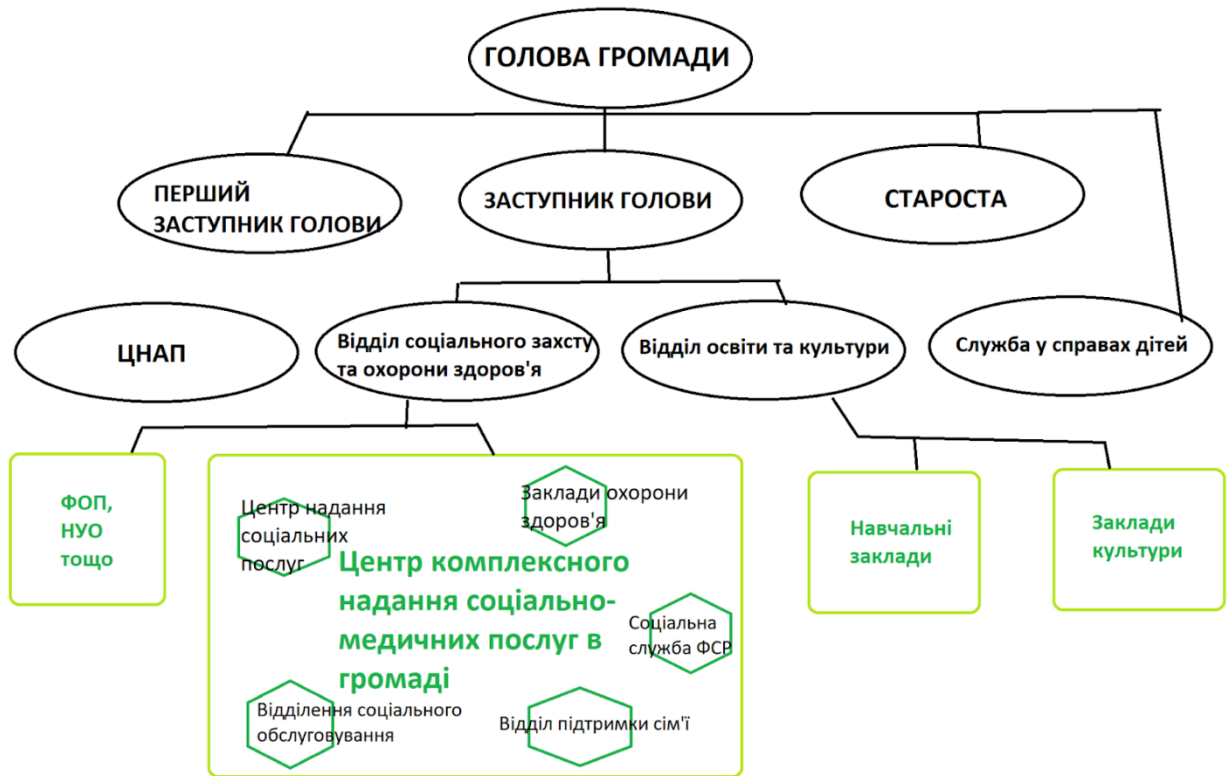 ГОЛОВА ГРОМАДИ
ПЕРШИЙ
ЗАСТУПНИК ГОЛОВИ
ЗАСТУПНИК ГОЛОВИ
СТАРОСТА
ЦНАП
Відділ соціального захсту
та охорони здоров'я
Відділ освіти та культури
Служба у справах дітей
ФОП,
НУО
тощо
Центр надання
соціальних
послуг
Заклади охорони
здоров'я
Центр комплексного
надання соціально-
медичних послуг в
громаді
Соціальна
служба ФСР
Відділення соціального
обслуговування
Відділ підтримки сім'ї
Навчальні
заклади
Заклади
культури